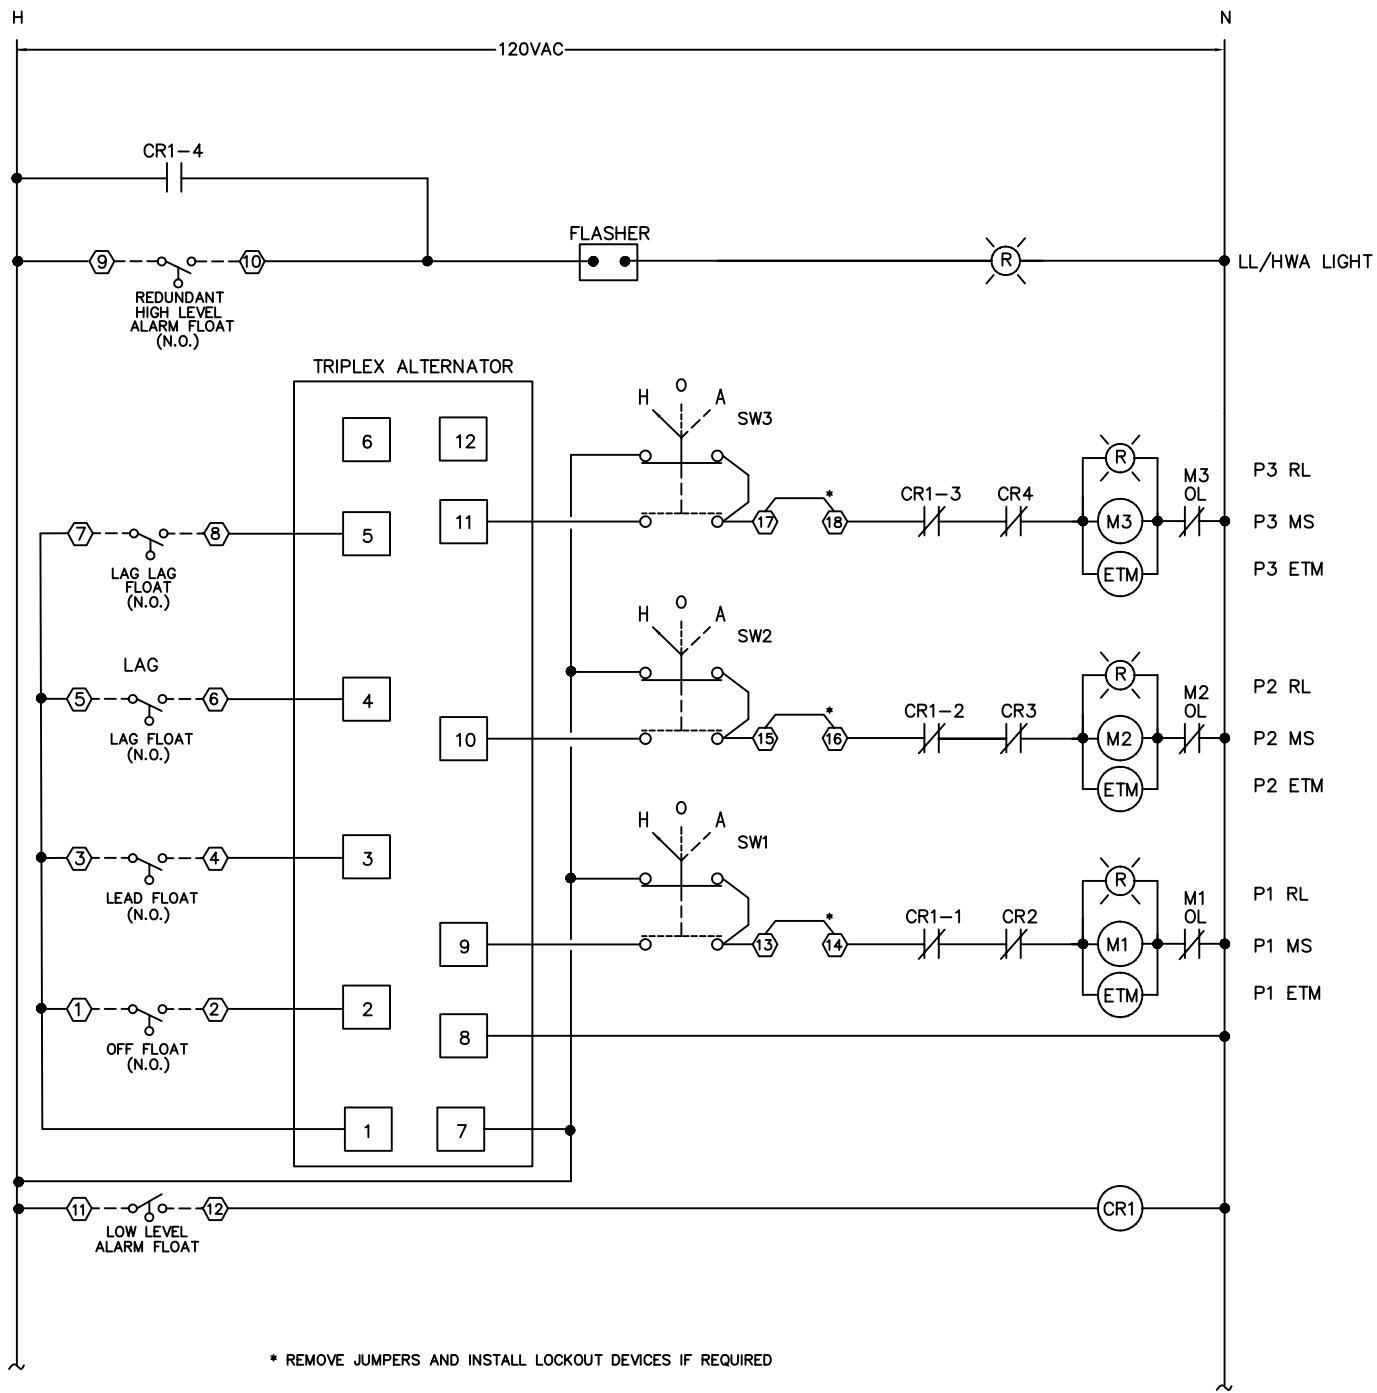 H
N
120VAC
CR1-4
FLASHER
9
10
R
LL/HWA LIGHT
REDUNDANT
HIGH LEVEL
ALARM FLOAT
(N.O.)
TRIPLEX ALTERNATOR
H
O
A
SW3
6
12
R
P3 RL
M3
OL
*
CR1-3
CR4
7
8
5
11
17
18
M3
P3 MS
LAG LAG
FLOAT
(N.O.)
ETM
P3 ETM
H
O
A
SW2
LAG
R
P2 RL
M2
OL
*
CR1-2
CR3
5
6
4
10
15
16
M2
P2 MS
LAG FLOAT
(N.O.)
ETM
P2 ETM
H
O
A
SW1
3
4
3
R
P1 RL
LEAD FLOAT
(N.O.)
M1
OL
*
CR1-1
CR2
9
13
14
M1
P1 MS
ETM
P1 ETM
1
2
2
OFF FLOAT
(N.O.)
8
1
7
11
12
CR1
LOW LEVEL
ALARM FLOAT
* REMOVE JUMPERS AND INSTALL LOCKOUT DEVICES IF REQUIRED